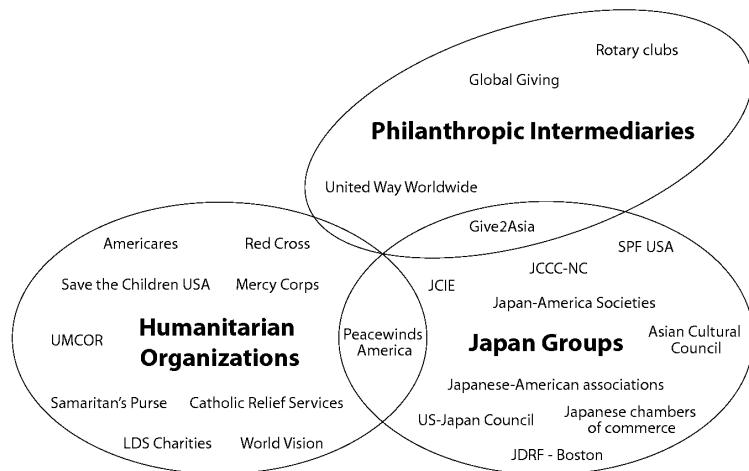 Rotary clubs
Global Giving
Philanthropic Intermediaries
United Way Worldwide
Give2Asia
Americares
Red Cross
Save the Children USA
Mercy Corps
UMCOR
Humanitarian
Organizations
Samaritan's Purse
Catholic Relief Services
LDS Charities
World Vision
Peacewinds
America
SPF USA
JCCC-NC
JCIE
Japan-America Societies
Japan Groups
Asian Cultural
Council
Japanese-American associations
US-Japan Council
Japanese chambers
of commerce
JDRF - Boston